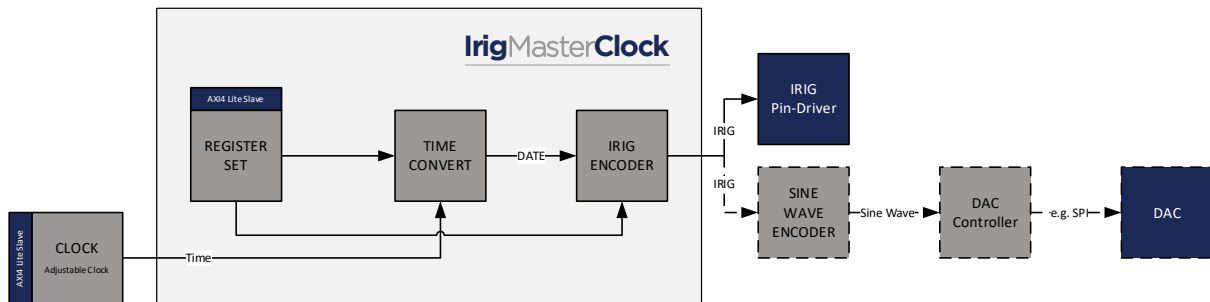 IrigMasterClock
AXI4 Lite Slave
REGISTER
SET
TIME
CONVERT
DATE
IRIG
ENCODER
IRIG
IRIG
Pin-Driver
IRIG
SINE
WAVE
ENCODER
Sine Wave
DAC
Controller
e.g. SPI
DAC
AXI4 Lite Slave
CLOCK
Adjustable Clock
Time